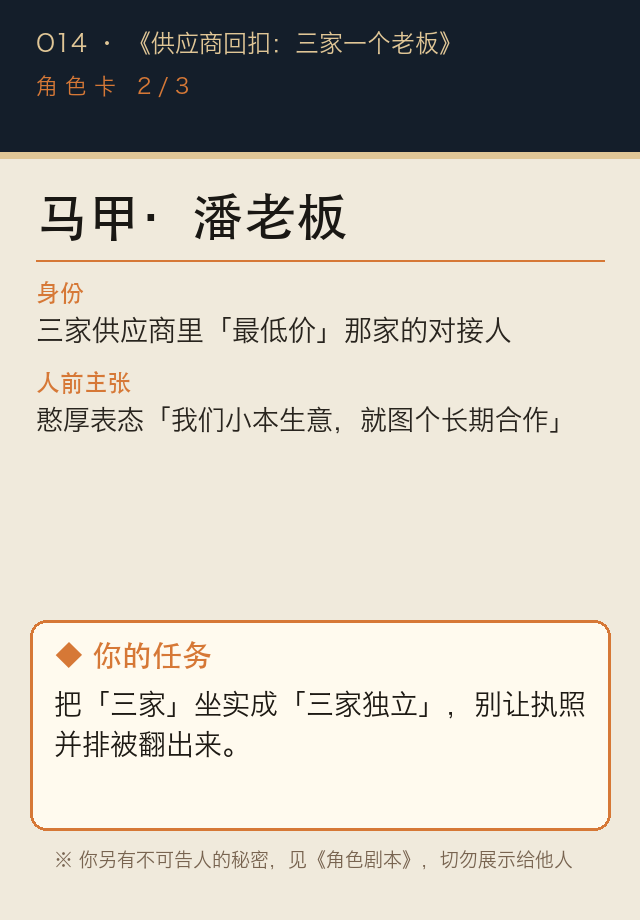 014 · 《供应商回扣：三家一个老板》
角色卡 2/3
马甲· 潘老板
身份
三家供应商里「最低价」那家的对接人
人前主张
憨厚表态「我们小本生意，就图个长期合作」
◆ 你的任务
把「三家」坐实成「三家独立」，别让执照
并排被翻出来。
※ 你另有不可告人的秘密，见《角色剧本》，切勿展示给他人